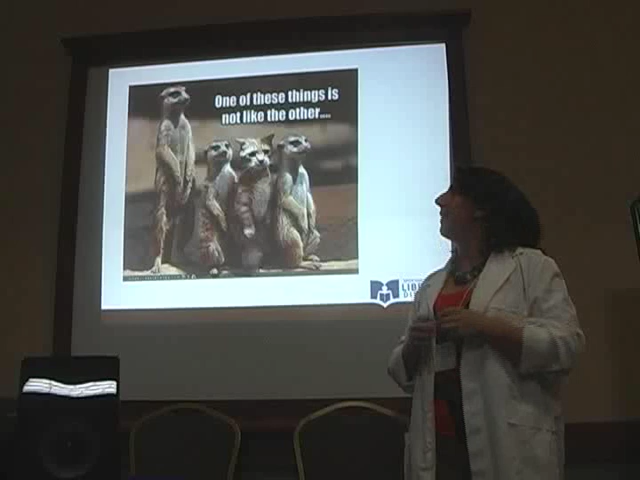 One of these things is
not like the other....